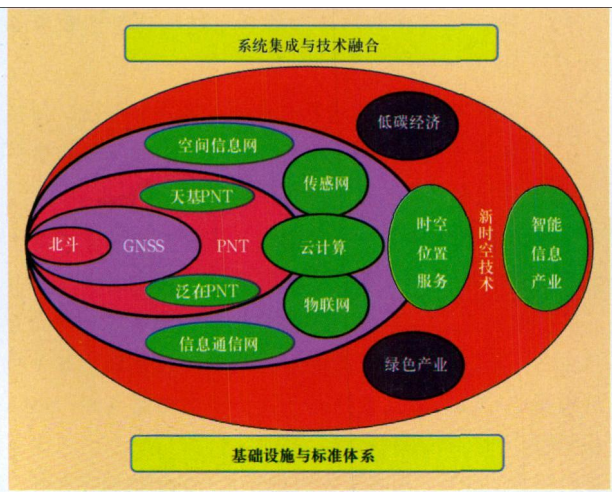 系统集成与技术融合
低碳经济
空间信息网
传感网
天基PNT
北斗
GNSS
PNT
云计算
时空
位置
服务
新时空技术
智能
信息
产业
泛在PNT
物联网
信息通信网
绿色产业
基础设施与标准体系